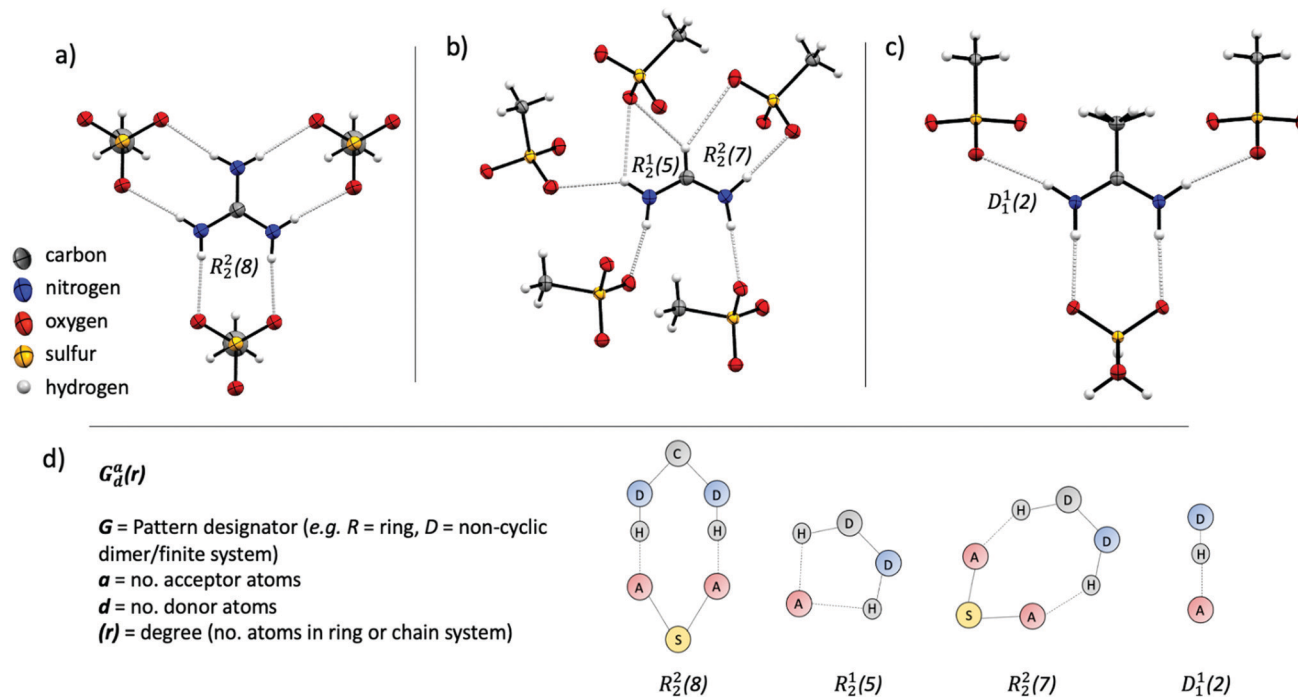 a)
R₂²(8)
carbon
nitrogen
oxygen
sulfur
hydrogen
b)
R₂¹(5)
R₂²(7)
c)
D₁¹(2)
d)
G_d^a(r)
G = Pattern designator (e.g. R = ring, D = non-cyclic
dimer/finite system)
a = no. acceptor atoms
d = no. donor atoms
(r) = degree (no. atoms in ring or chain system)
C
D D
H H
A A
S
R₂²(8)
H D
D
A H
R₂¹(5)
H D
A D
H
S A
R₂²(7)
D
H
A
D₁¹(2)